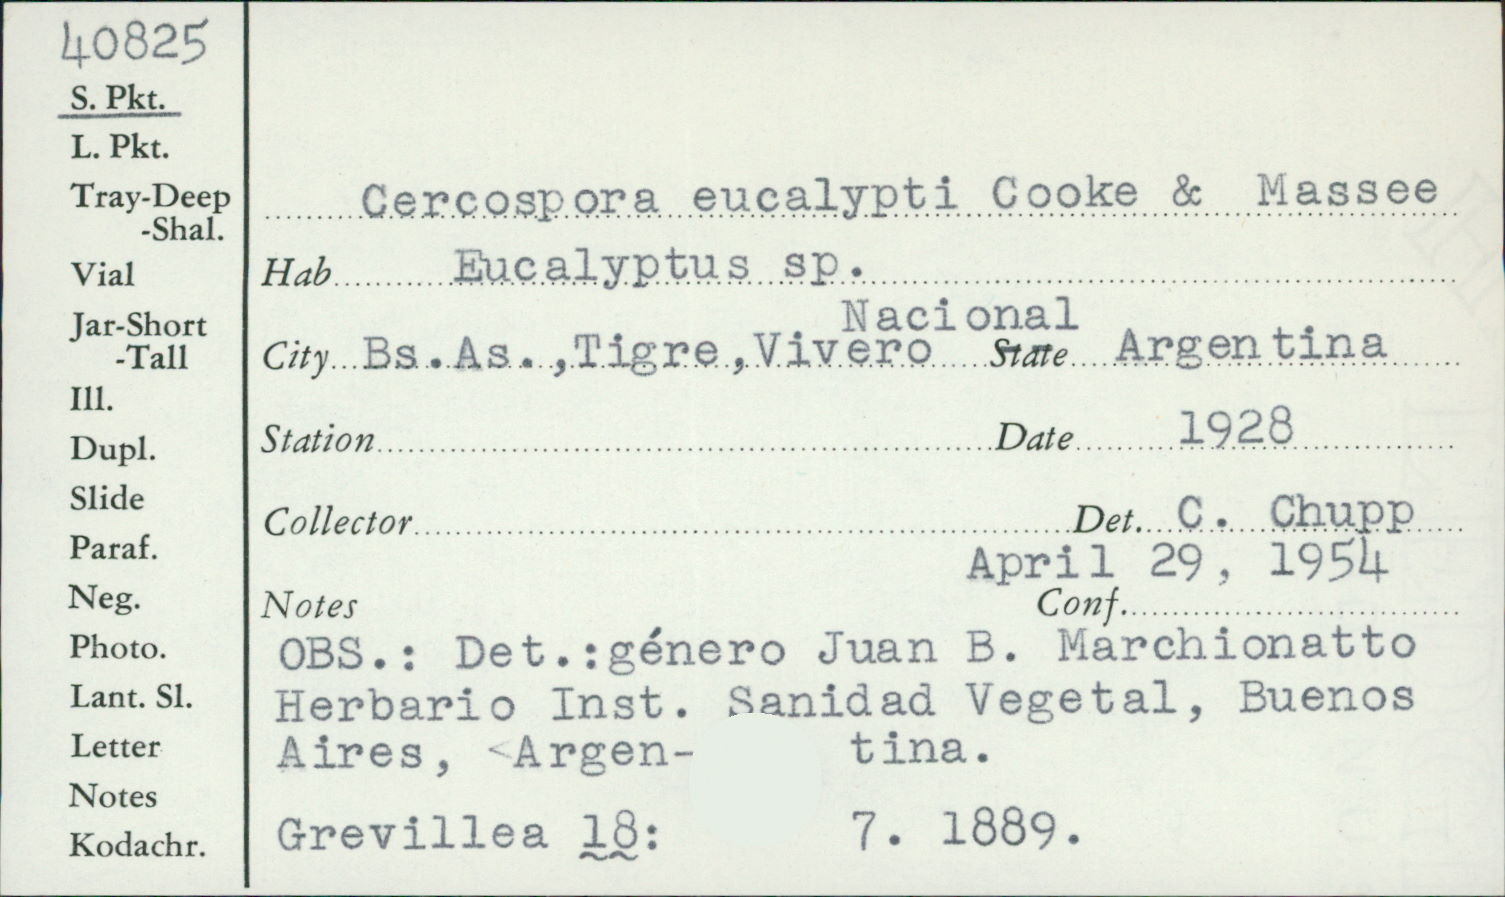 40825
S. Pkt.
L. Pkt.
Tray-Deep
-Shal.
Vial
Jar-Short
-Tall
Ill.
Dupl.
Slide
Paraf.
Neg.
Photo.
Lant. Sl.
Letter
Notes
Kodachr.
Cercospora eucalypti Cooke & Massee
Hab Eucalyptus sp.
Nacional
City Bs.As.,Tigre,Vivero State Argentina
Station Date 1928
Collector Det. C. Chupp
April 29, 1954
Notes Conf.
OBS.: Det.:género Juan B. Marchionatto
Herbario Inst. Sanidad Vegetal, Buenos
Aires, <Argen- tina.
Grevillea 18: 7. 1889.